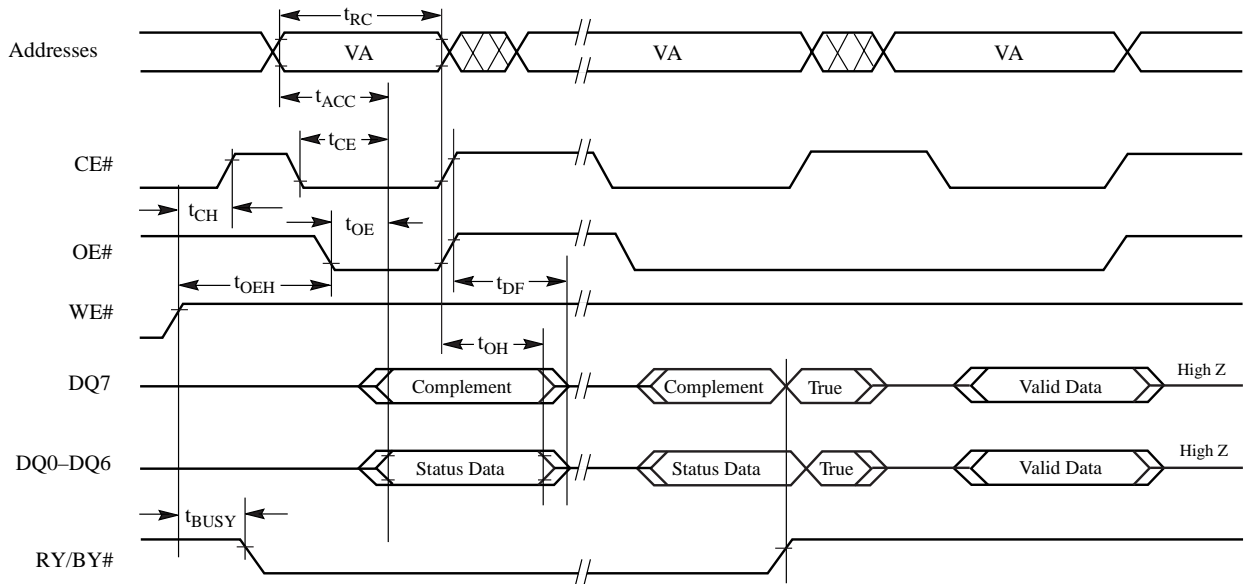 tRC
Addresses VA VA VA
tACC
tCE
CE#
tCH tOE
OE#
tOEH tDF
WE#
tOH
DQ7 Complement Complement True Valid Data High Z
DQ0–DQ6 Status Data Status Data True Valid Data High Z
tBUSY
RY/BY#